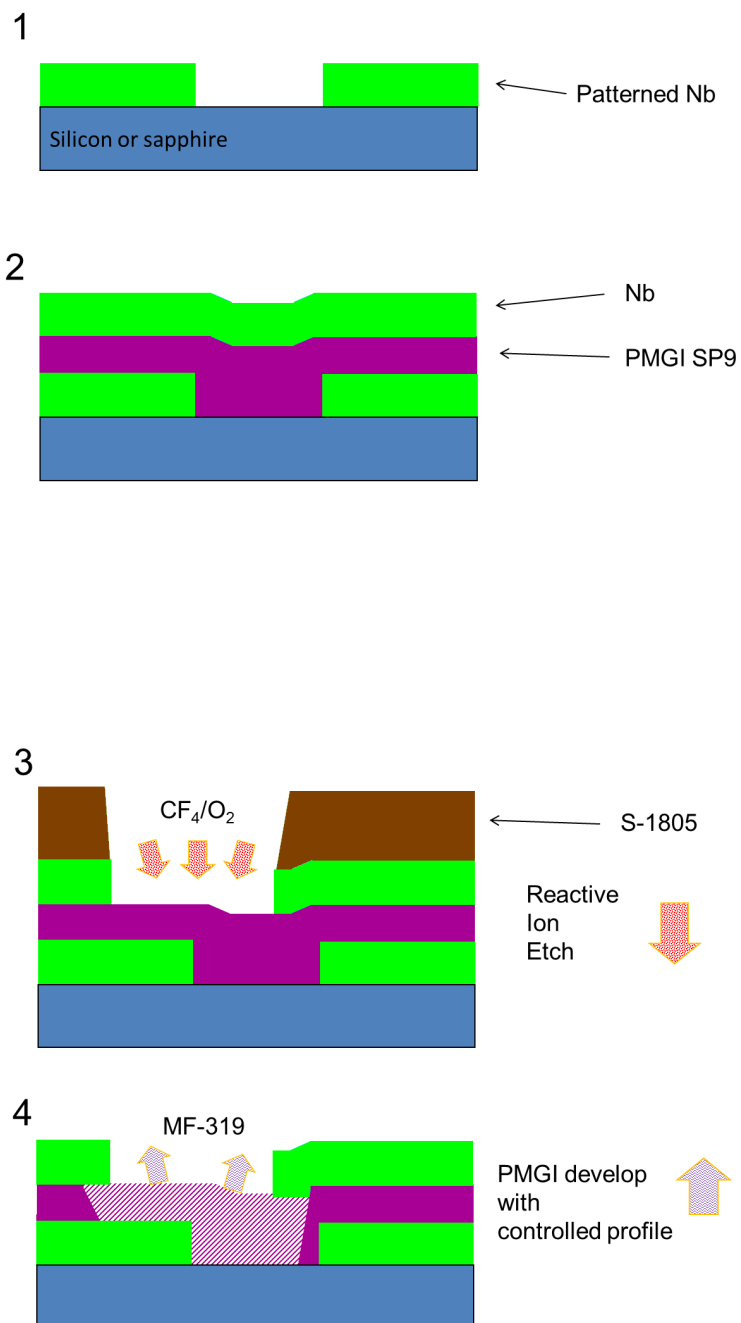 1
Patterned Nb
Silicon or sapphire
2
Nb
PMGI SP9
3
CF₄/O₂
S-1805
Reactive
Ion
Etch
4
MF-319
PMGI develop
with
controlled profile